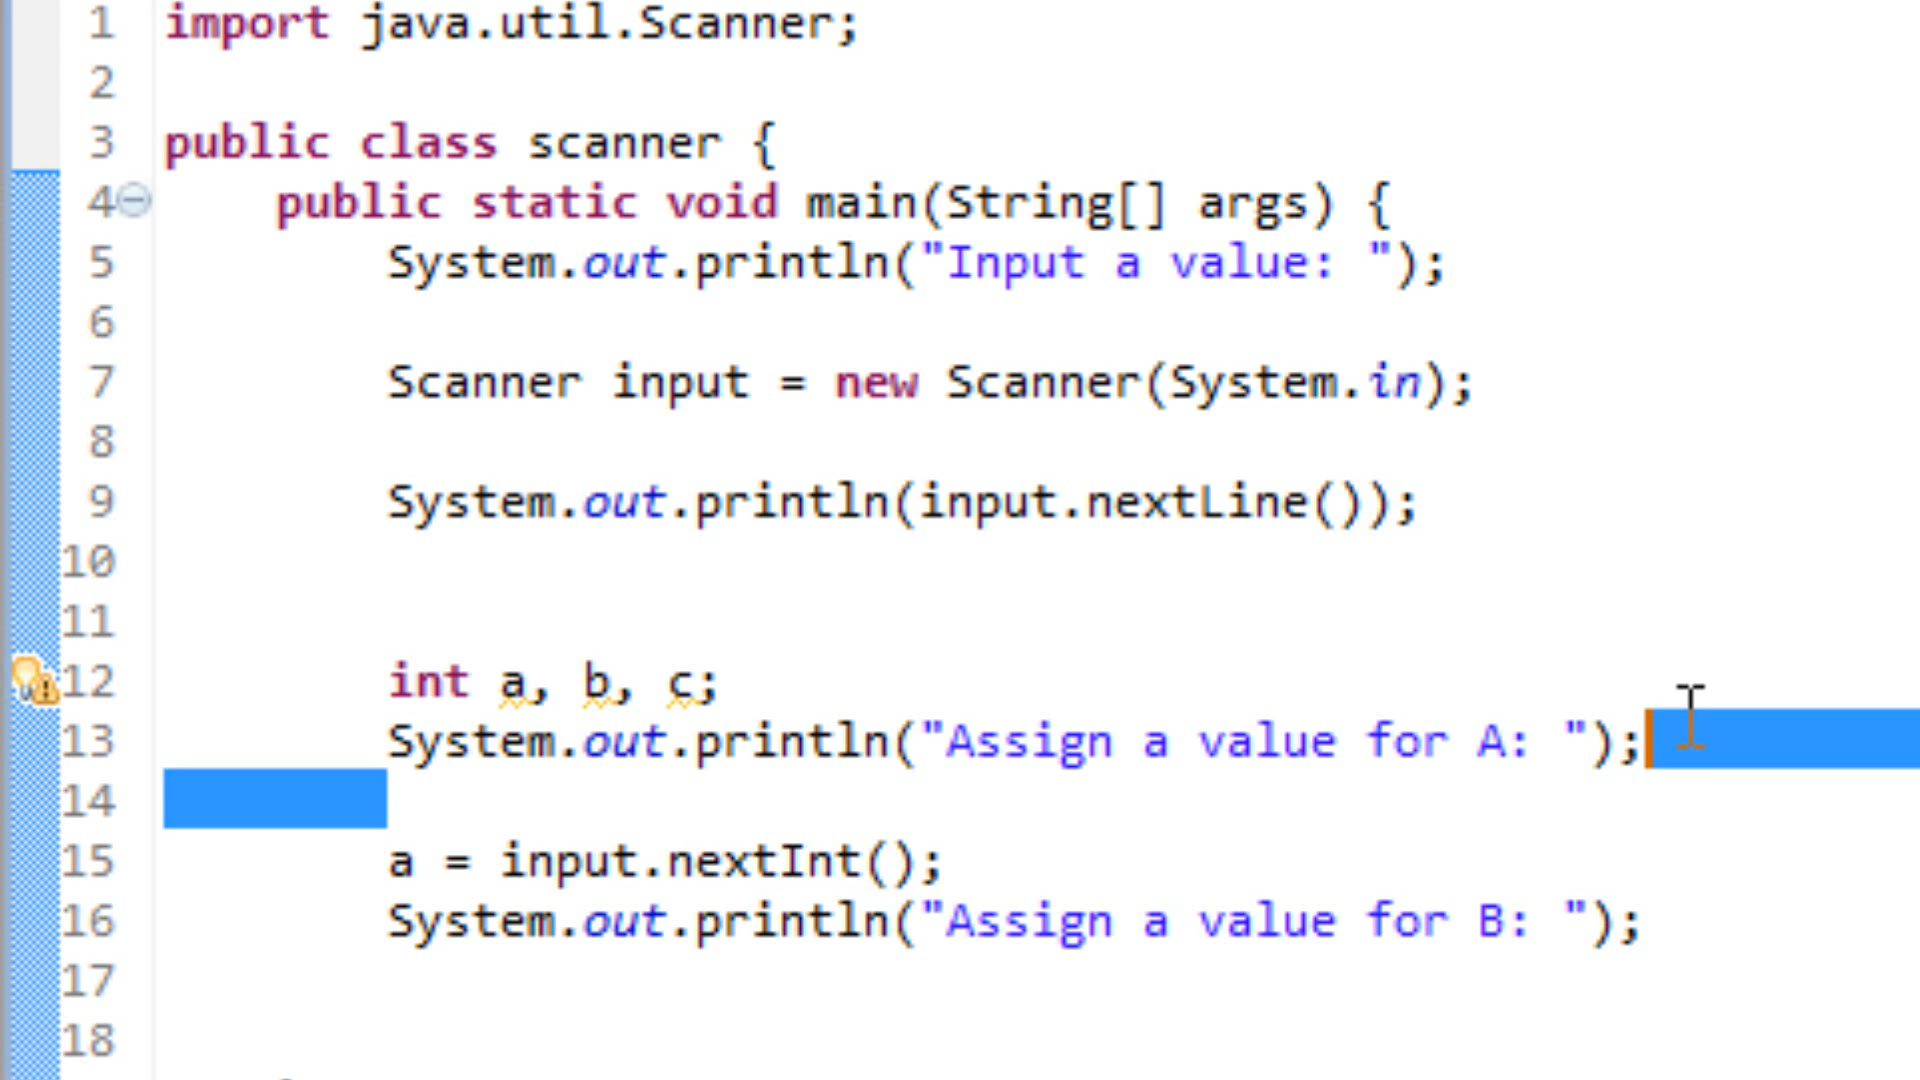 1 import java.util.Scanner;
2
3 public class scanner {
4 public static void main(String[] args) {
5 System.out.println("Input a value: ");
6
7 Scanner input = new Scanner(System.in);
8
9 System.out.println(input.nextLine());
10
11
12 int a, b, c;
13 System.out.println("Assign a value for A: ");
14
15 a = input.nextInt();
16 System.out.println("Assign a value for B: ");
17
18